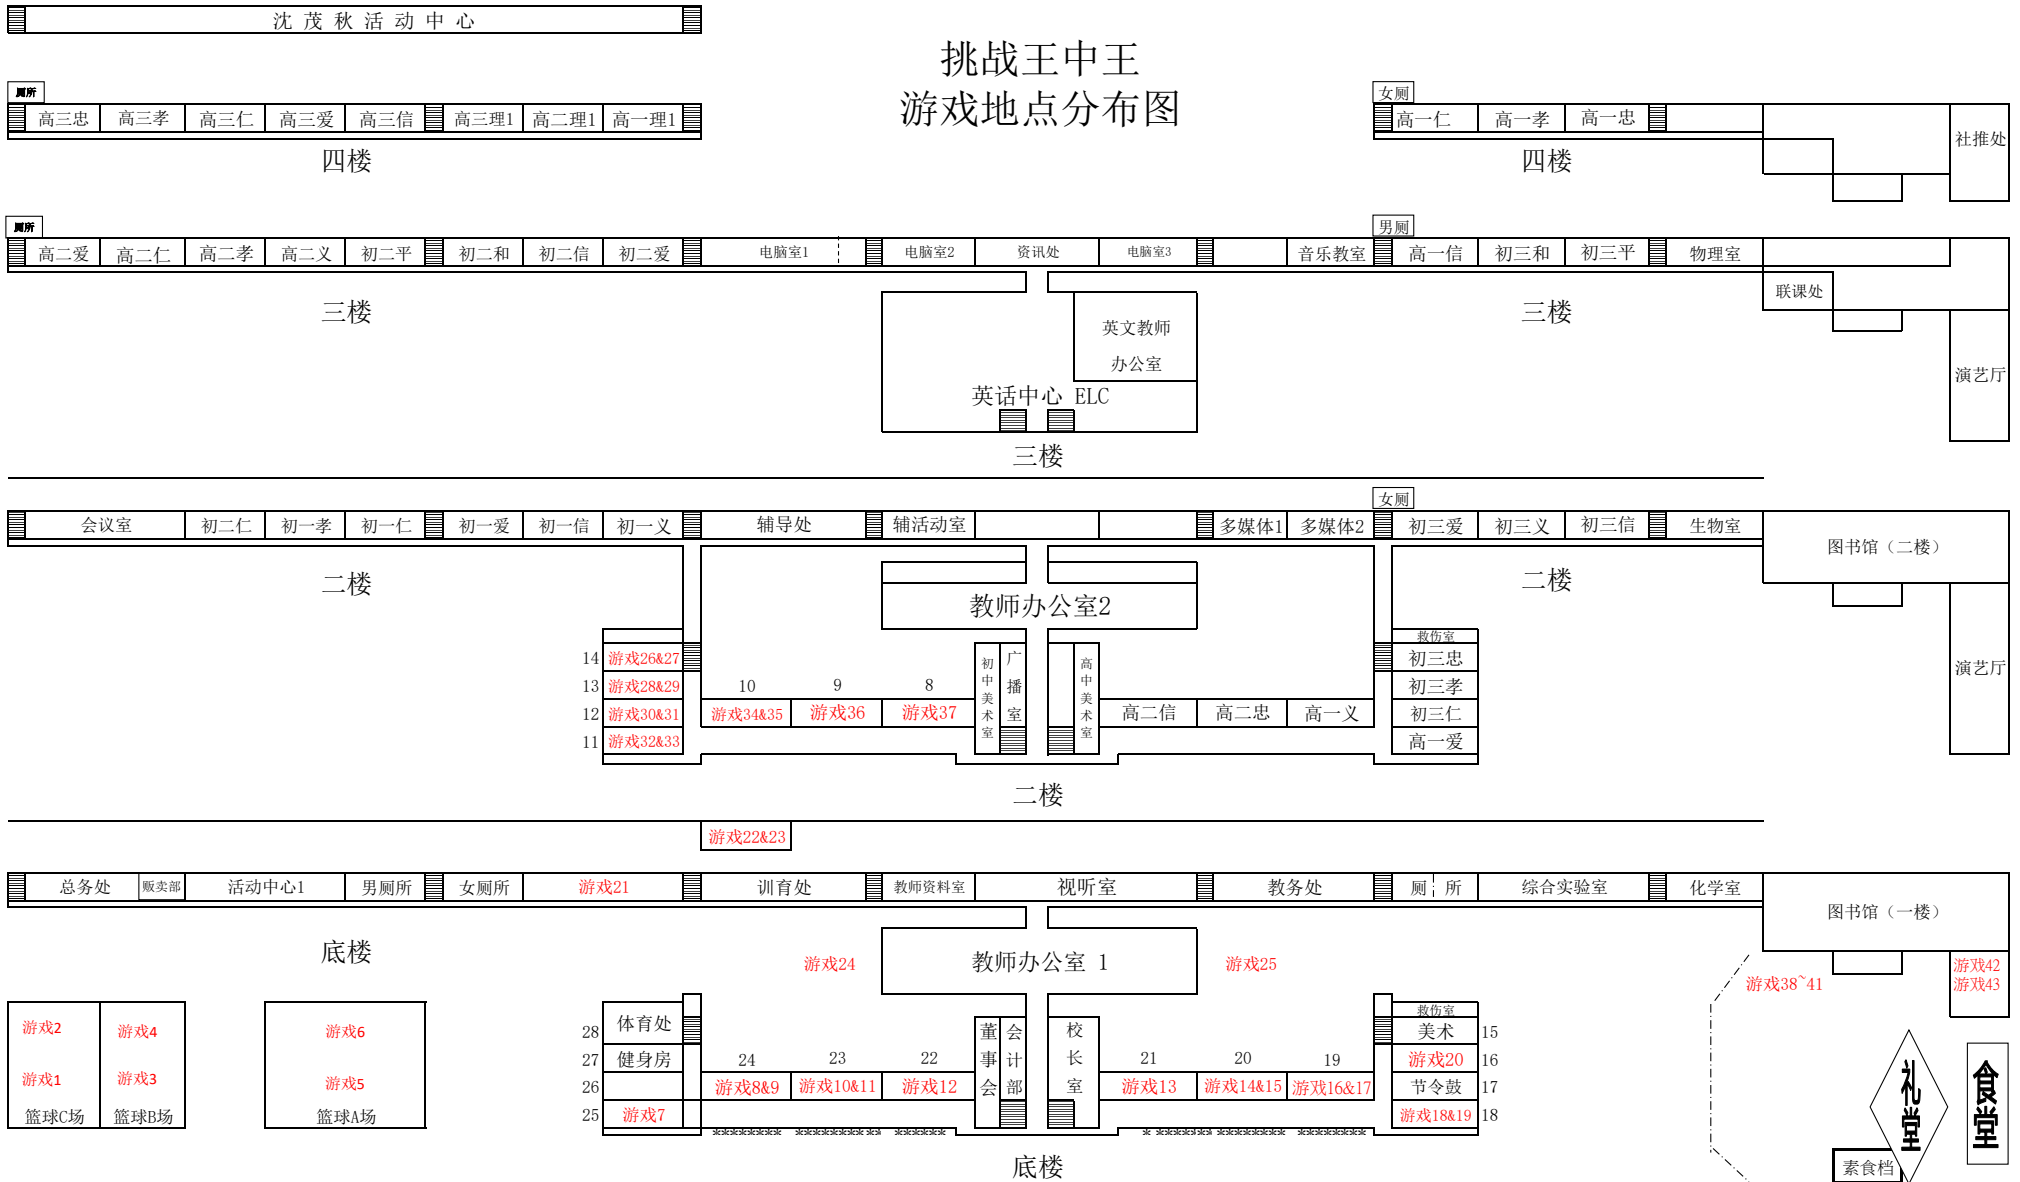 沈茂秋活动中心
挑战王中王
游戏地点分布图
厕所
女厕
高三忠 高三孝 高三仁 高三爱 高三信 高三理1 高二理1 高一理1
高一仁 高一孝 高一忠
社推处
四楼
四楼
厕所
男厕
高二爱 高二仁 高二孝 高二义 初二平 初二和 初二信 初二爱 电脑室1 电脑室2 资讯处 电脑室3 音乐教室 高一信 初三和 初三平 物理室
联课处
三楼
三楼
英文教师
办公室
演艺厅
英话中心 ELC
三楼
女厕
会议室 初二仁 初一孝 初一仁 初一爱 初一信 初一义 辅导处 辅活动室 多媒体1 多媒体2 初三爱 初三义 初三信 生物室
图书馆（二楼）
二楼
二楼
教师办公室2
救伤室
14 游戏26&27
初中美术室
广播室
高中美术室
初三忠
演艺厅
13 游戏28&29
10 9 8
初三孝
12 游戏30&31
游戏34&35 游戏36 游戏37
高二信 高二忠 高一义
初三仁
11 游戏32&33
高一爱
二楼
游戏22&23
总务处 贩卖部 活动中心1 男厕所 女厕所 游戏21 训育处 教师资料室 视听室 教务处 厕所 综合实验室 化学室
图书馆（一楼）
底楼
游戏24
教师办公室 1
游戏25
游戏42
游戏43
游戏38~41
游戏2 游戏4 游戏6
游戏1 游戏3 游戏5
篮球C场 篮球B场 篮球A场
救伤室
28 体育处
董事会
会计部
校长室
美术 15
27 健身房
24 23 22
21 20 19
游戏20 16
26
游戏8&9 游戏10&11 游戏12
游戏13 游戏14&15 游戏16&17
节令鼓 17
25 游戏7
游戏18&19 18
******** ********** ******
* ******* ******** ********
礼堂
食堂
底楼
素食档